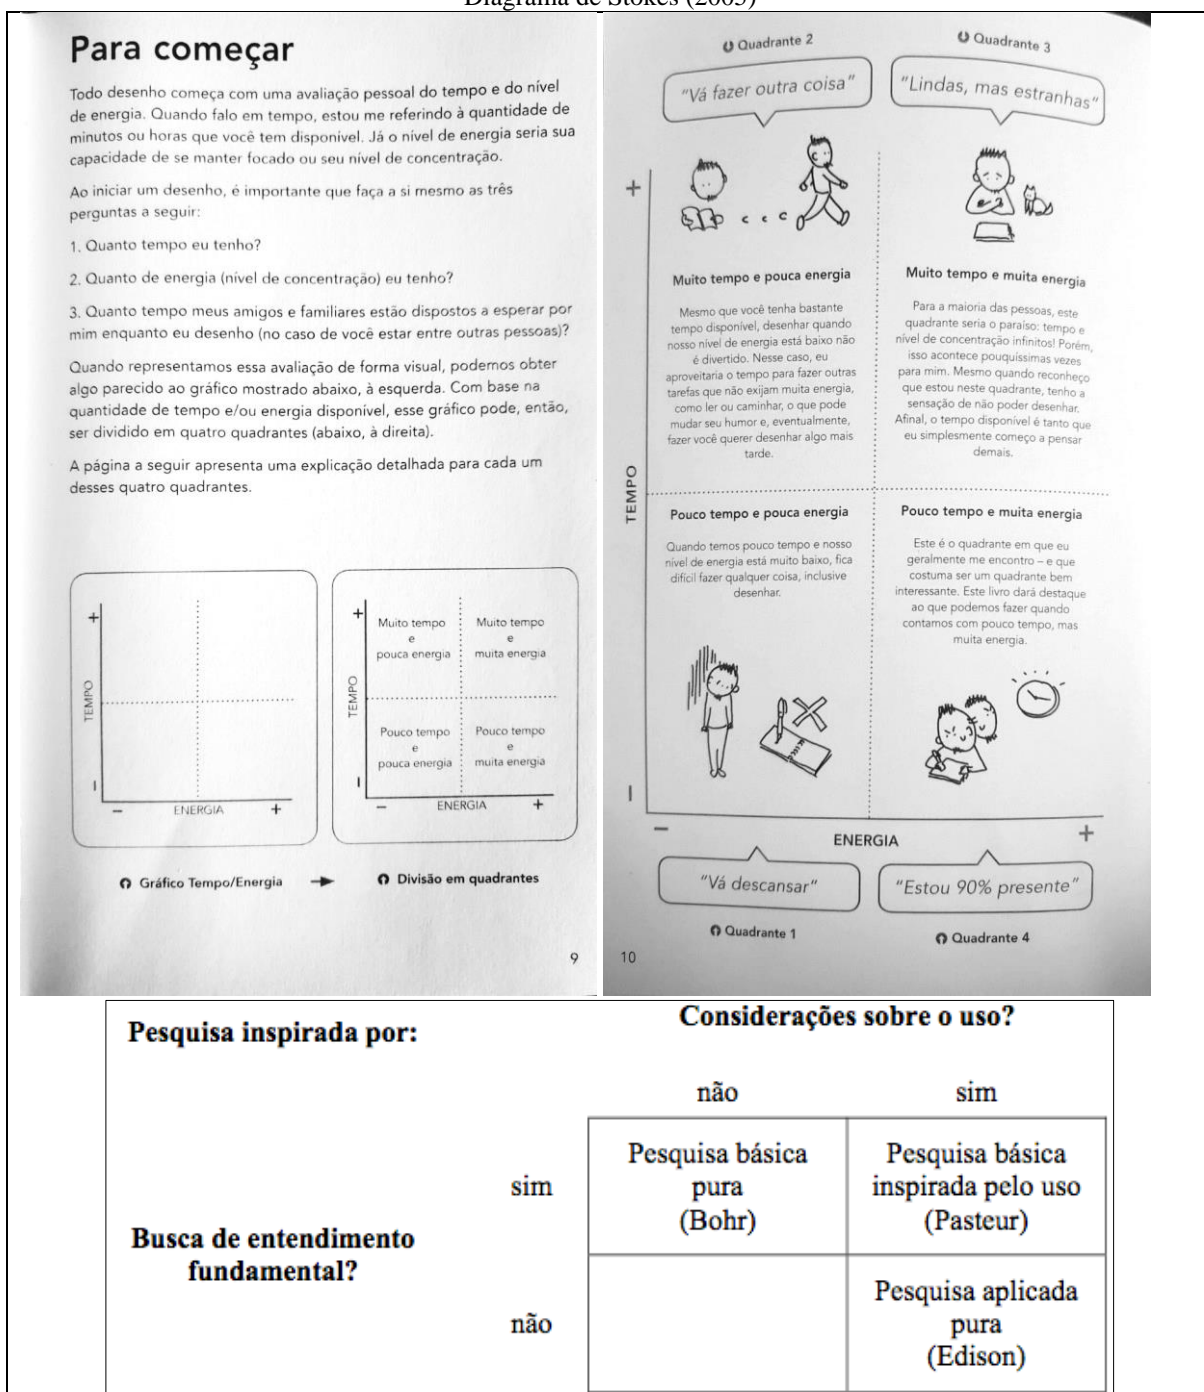 Diagrama de Stokes (2005)
Para começar
Todo desenho começa com uma avaliação pessoal do tempo e do nível
de energia. Quando falo em tempo, estou me referindo à quantidade de
minutos ou horas que você tem disponível. Já o nível de energia seria sua
capacidade de se manter focado ou seu nível de concentração.
Ao iniciar um desenho, é importante que faça a si mesmo as três
perguntas a seguir:
1. Quanto tempo eu tenho?
2. Quanto de energia (nível de concentração) eu tenho?
3. Quanto tempo meus amigos e familiares estão dispostos a esperar por
mim enquanto eu desenho (no caso de você estar entre outras pessoas)?
Quando representamos essa avaliação de forma visual, podemos obter
algo parecido ao gráfico mostrado abaixo, à esquerda. Com base na
quantidade de tempo e/ou energia disponível, esse gráfico pode, então,
ser dividido em quatro quadrantes (abaixo, à direita).
A página a seguir apresenta uma explicação detalhada para cada um
desses quatro quadrantes.
+
TEMPO
–
– ENERGIA +
Gráfico Tempo/Energia
+
TEMPO
–
Muito tempo
e
pouca energia
Muito tempo
e
muita energia
Pouco tempo
e
pouca energia
Pouco tempo
e
muita energia
– ENERGIA +
Divisão em quadrantes
9
Quadrante 2
"Vá fazer outra coisa"
Quadrante 3
"Lindas, mas estranhas"
+
TEMPO
–
Muito tempo e pouca energia
Mesmo que você tenha bastante
tempo disponível, desenhar quando
nosso nível de energia está baixo não
é divertido. Nesse caso, eu
aproveitaria o tempo para fazer outras
tarefas que não exijam muita energia,
como ler ou caminhar, o que pode
mudar seu humor e, eventualmente,
fazer você querer desenhar algo mais
tarde.
Muito tempo e muita energia
Para a maioria das pessoas, este
quadrante seria o paraíso: tempo e
nível de concentração infinitos! Porém,
isso acontece pouquíssimas vezes
para mim. Mesmo quando reconheço
que estou neste quadrante, tenho a
sensação de não poder desenhar.
Afinal, o tempo disponível é tanto que
eu simplesmente começo a pensar
demais.
Pouco tempo e pouca energia
Quando temos pouco tempo e nosso
nível de energia está muito baixo, fica
difícil fazer qualquer coisa, inclusive
desenhar.
Pouco tempo e muita energia
Este é o quadrante em que eu
geralmente me encontro – e que
costuma ser um quadrante bem
interessante. Este livro dará destaque
ao que podemos fazer quando
contamos com pouco tempo, mas
muita energia.
– ENERGIA +
"Vá descansar"
Quadrante 1
"Estou 90% presente"
Quadrante 4
10
Pesquisa inspirada por:
Considerações sobre o uso?
não
sim
Busca de entendimento
fundamental?
sim
Pesquisa básica
pura
(Bohr)
Pesquisa básica
inspirada pelo uso
(Pasteur)
não
Pesquisa aplicada
pura
(Edison)